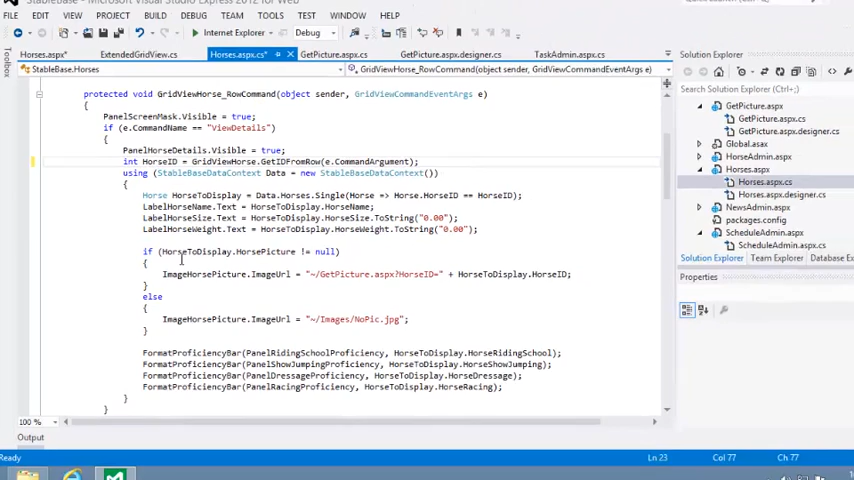 StableBase - Microsoft Visual Studio Express 2012 for Web
FILE EDIT VIEW PROJECT BUILD DEBUG TEAM TOOLS TEST WINDOW HELP
Internet Explorer Debug
Horses.aspx* ExtendedGridView.cs Horses.aspx.cs* GetPicture.aspx.cs GetPicture.aspx.designer.cs TaskAdmin.aspx
StableBase.Horses GridViewHorse_RowCommand(object sender, GridViewCommandEventArgs e)
Toolbox
protected void GridViewHorse_RowCommand(object sender, GridViewCommandEventArgs e)
{
PanelScreenMask.Visible = true;
if (e.CommandName == "ViewDetails")
{
PanelHorseDetails.Visible = true;
int HorseID = GridViewHorse.GetIDFromRow(e.CommandArgument);
using (StableBaseDataContext Data = new StableBaseDataContext())
{
Horse HorseToDisplay = Data.Horses.Single(Horse => Horse.HorseID == HorseID);
LabelHorseName.Text = HorseToDisplay.HorseName;
LabelHorseSize.Text = HorseToDisplay.HorseSize.ToString("0.00");
LabelHorseWeight.Text = HorseToDisplay.HorseWeight.ToString("0.00");
if (HorseToDisplay.HorsePicture != null)
{
ImageHorsePicture.ImageUrl = "~/GetPicture.aspx?HorseID=" + HorseToDisplay.HorseID;
}
else
ImageHorsePicture.ImageUrl = "~/Images/NoPic.jpg";
}
FormatProficiencyBar(PanelRidingSchoolProficiency, HorseToDisplay.HorseRidingSchool);
FormatProficiencyBar(PanelShowJumpingProficiency, HorseToDisplay.HorseShowJumping);
FormatProficiencyBar(PanelDressageProficiency, HorseToDisplay.HorseDressage);
FormatProficiencyBar(PanelRacingProficiency, HorseToDisplay.HorseRacing);
}
}
100 %
Output
Solution Explorer
Search Solution Explorer
GetPicture.aspx
GetPicture.aspx.cs
GetPicture.aspx.designer.cs
Global.asax
HorseAdmin.aspx
Horses.aspx
Horses.aspx.cs
Horses.aspx.designer.cs
NewsAdmin.aspx
packages.config
ScheduleAdmin.aspx
ScheduleAdmin.aspx.cs
Solution Explorer Team Explorer Database Ex
Properties
Ready Ln 23 Col 77 Ch 77